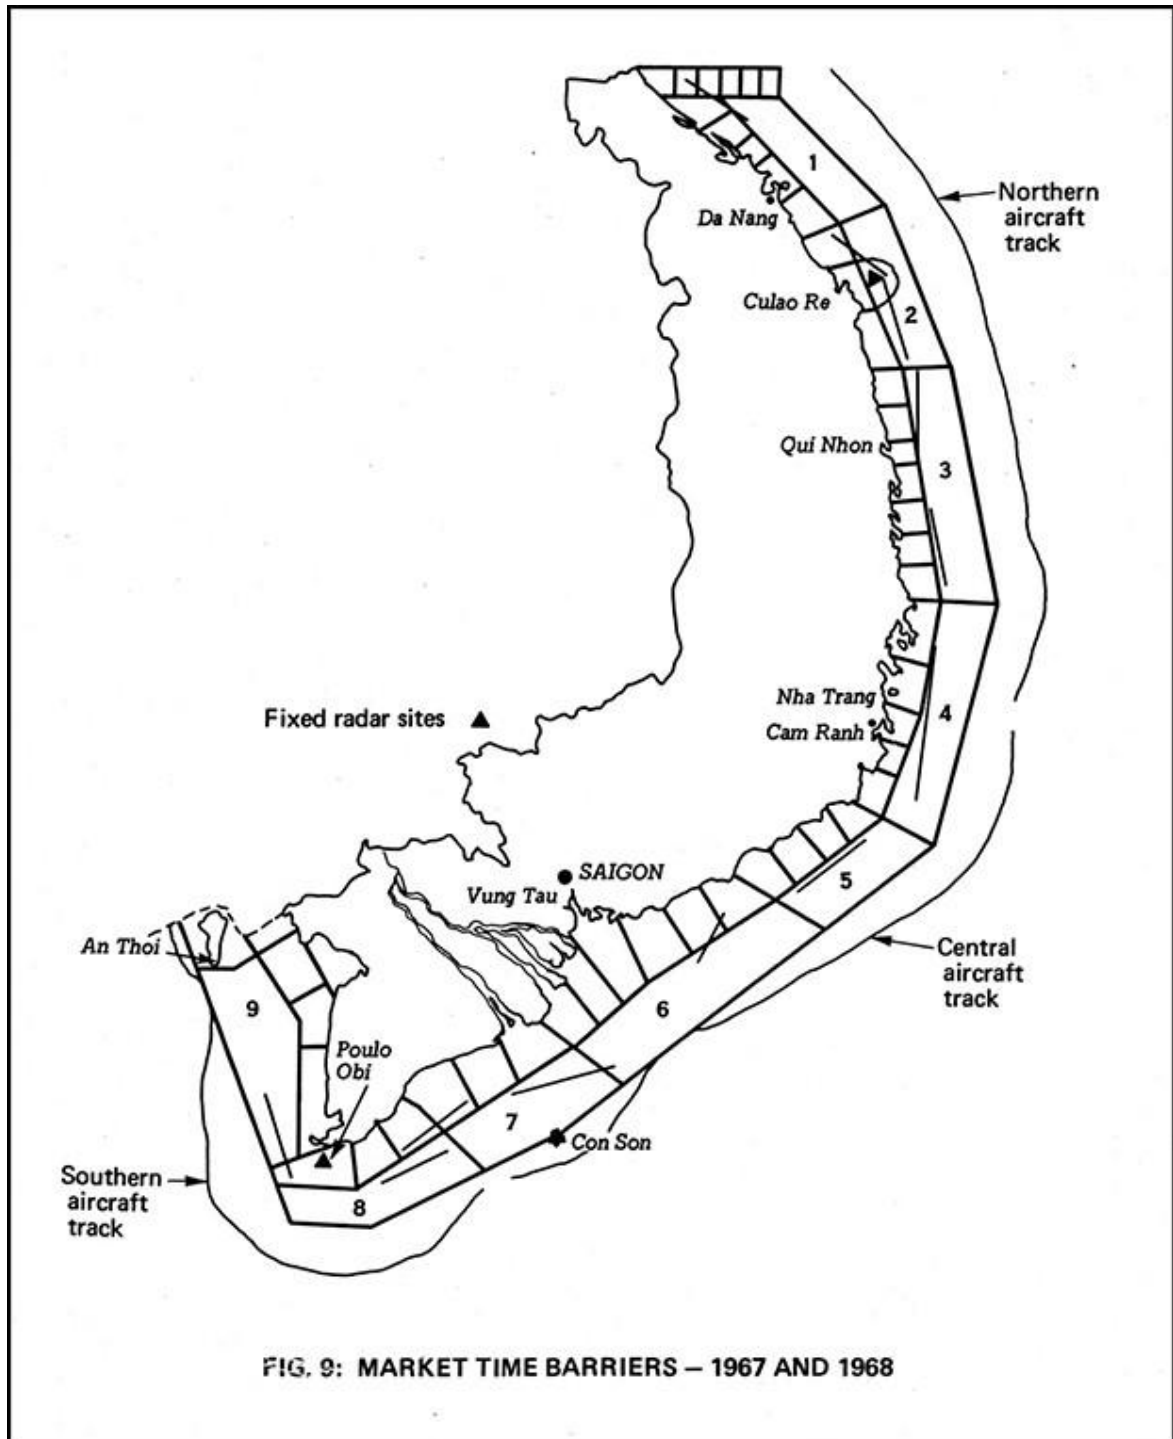 1
Northern
aircraft
track
Da Nang
Culao Re
2
Qui Nhon
3
Nha Trang
4
Fixed radar sites
Cam Ranh
SAIGON
Vung Tau
5
An Thoi
Central
aircraft
track
9
6
Poulo
Obi
7
Con Son
Southern
aircraft
track
8
FIG. 9: MARKET TIME BARRIERS — 1967 AND 1968